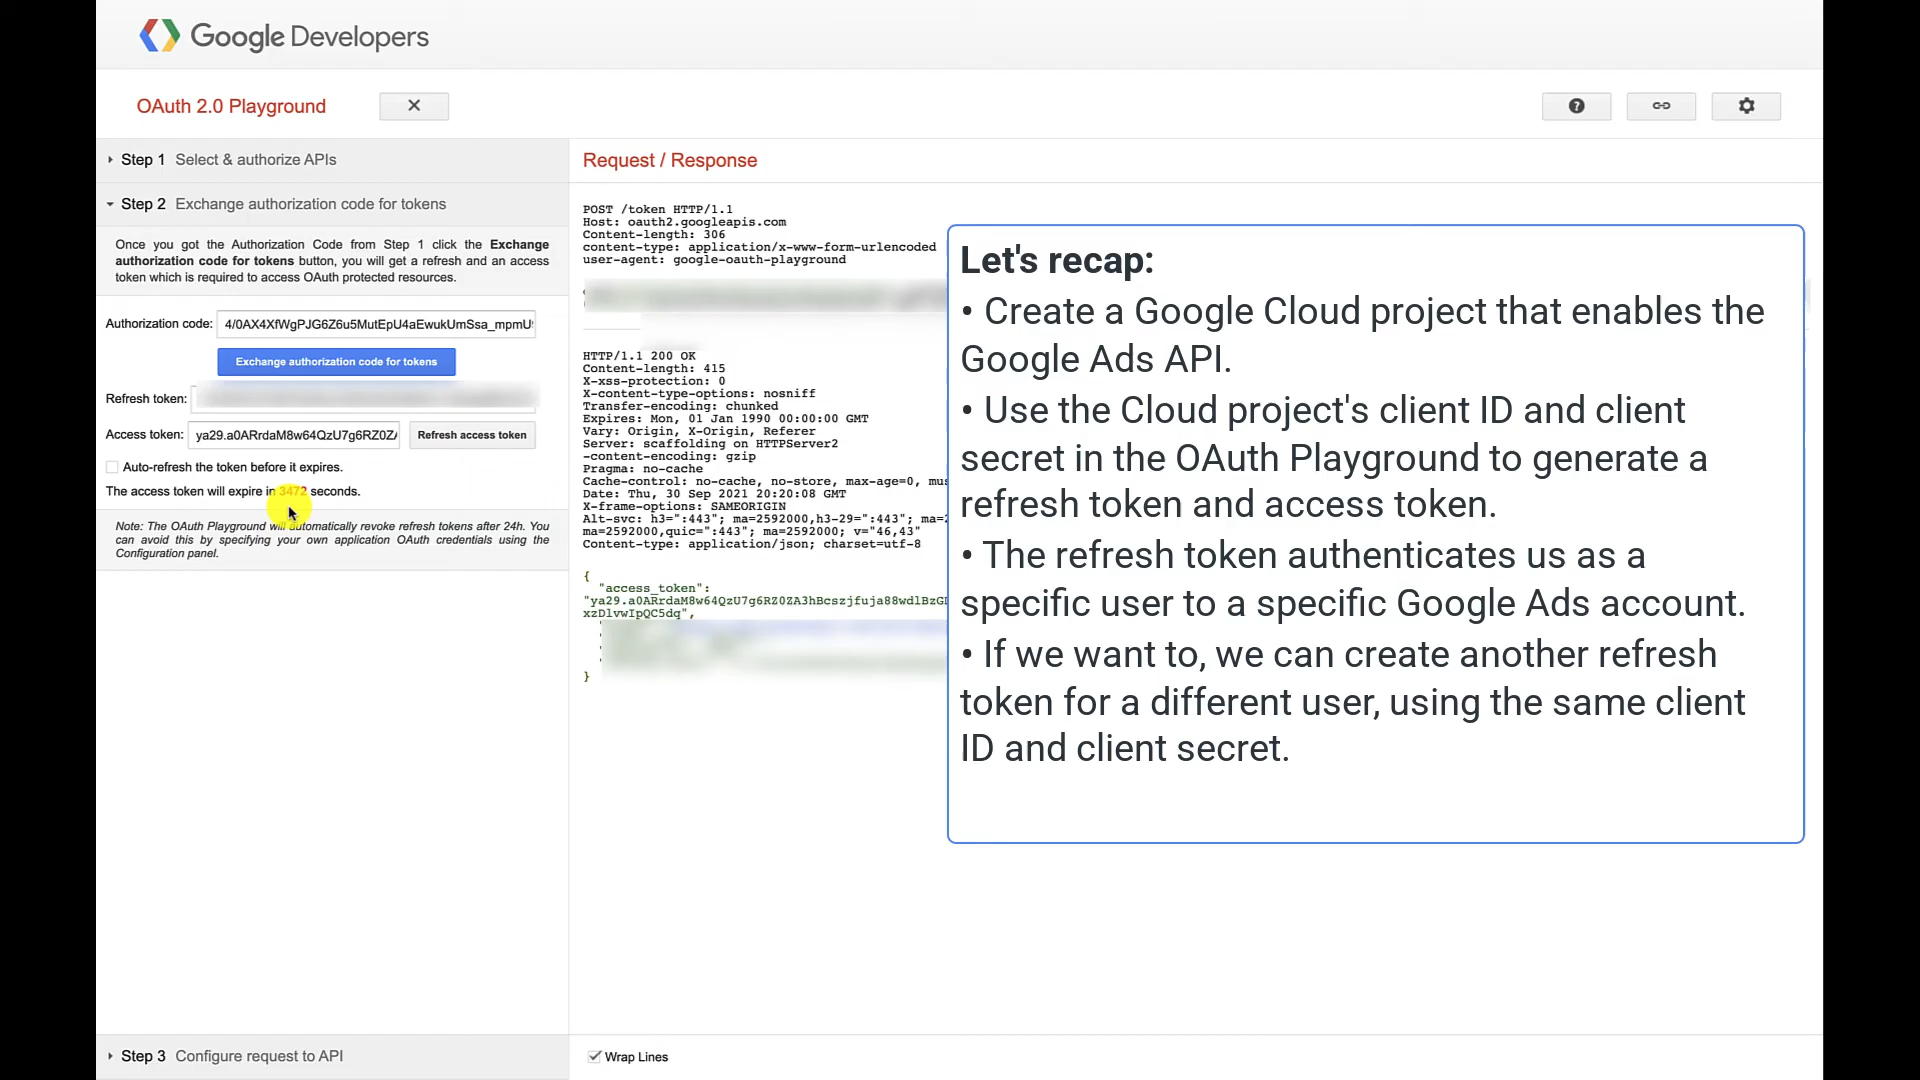 Google Developers
OAuth 2.0 Playground
Step 1 Select & authorize APIs
Step 2 Exchange authorization code for tokens
Once you got the Authorization Code from Step 1 click the Exchange
authorization code for tokens button, you will get a refresh and an access
token which is required to access OAuth protected resources.
Authorization code: 4/0AX4XfWgPJG6Z6u5MutEpU4aEwukUmSsa_mpmU
Exchange authorization code for tokens
Refresh token:
Access token: ya29.a0ARrdaM8w64QzU7g6RZ0Z
Refresh access token
Auto-refresh the token before it expires.
The access token will expire in 3472 seconds.
Note: The OAuth Playground will automatically revoke refresh tokens after 24h. You
can avoid this by specifying your own application OAuth credentials using the
Configuration panel.
Step 3 Configure request to API
Request / Response
POST /token HTTP/1.1
Host: oauth2.googleapis.com
Content-length: 306
content-type: application/x-www-form-urlencoded
user-agent: google-oauth-playground
HTTP/1.1 200 OK
Content-length: 415
X-xss-protection: 0
X-content-type-options: nosniff
Transfer-encoding: chunked
Expires: Mon, 01 Jan 1990 00:00:00 GMT
Vary: Origin, X-Origin, Referer
Server: scaffolding on HTTPServer2
-content-encoding: gzip
Pragma: no-cache
Cache-control: no-cache, no-store, max-age=0, mus
Date: Thu, 30 Sep 2021 20:20:08 GMT
X-frame-options: SAMEORIGIN
Alt-svc: h3=":443"; ma=2592000,h3-29=":443"; ma=2
ma=2592000,quic=":443"; ma=2592000; v="46,43"
Content-type: application/json; charset=utf-8
{
"access_token":
"ya29.a0ARrdaM8w64QzU7g6RZ0ZA3hBcszjfuja88wdlBzG
xzDlvwIpQC5dq",
}
Wrap Lines
Let's recap:
• Create a Google Cloud project that enables the
Google Ads API.
• Use the Cloud project's client ID and client
secret in the OAuth Playground to generate a
refresh token and access token.
• The refresh token authenticates us as a
specific user to a specific Google Ads account.
• If we want to, we can create another refresh
token for a different user, using the same client
ID and client secret.